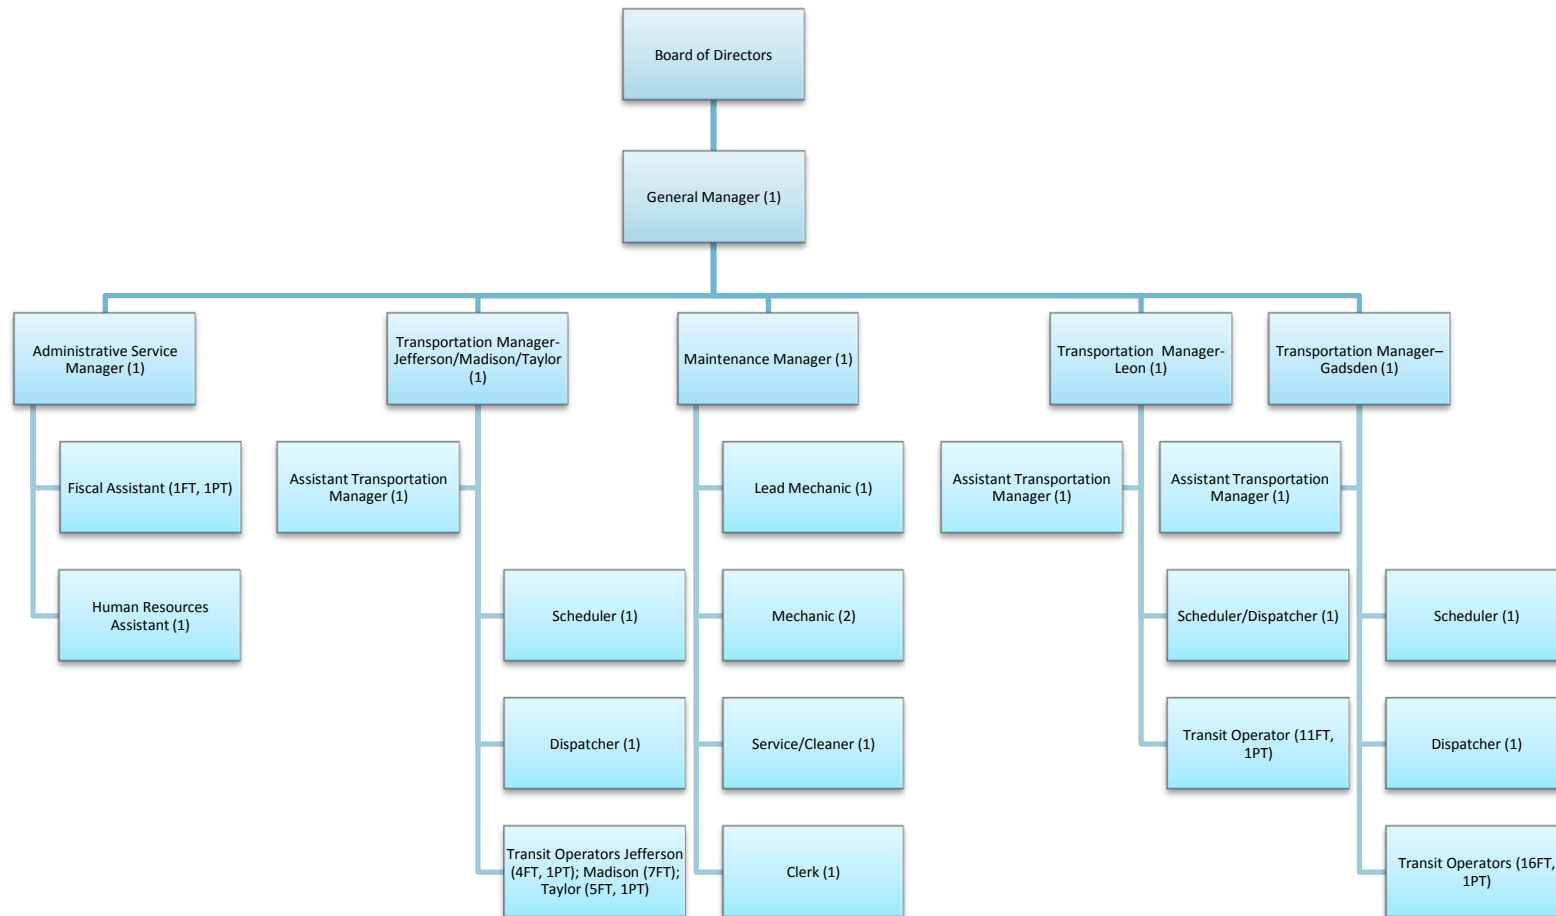 Board of Directors
General Manager (1)
Administrative Service
Manager (1)
Transportation Manager-
Jefferson/Madison/Taylor
(1)
Maintenance Manager (1)
Transportation Manager-
Leon (1)
Transportation Manager–
Gadsden (1)
Fiscal Assistant (1FT, 1PT)
Assistant Transportation
Manager (1)
Lead Mechanic (1)
Assistant Transportation
Manager (1)
Assistant Transportation
Manager (1)
Human Resources
Assistant (1)
Scheduler (1)
Mechanic (2)
Scheduler/Dispatcher (1)
Scheduler (1)
Dispatcher (1)
Service/Cleaner (1)
Transit Operator (11FT,
1PT)
Dispatcher (1)
Transit Operators Jefferson
(4FT, 1PT); Madison (7FT);
Taylor (5FT, 1PT)
Clerk (1)
Transit Operators (16FT,
1PT)